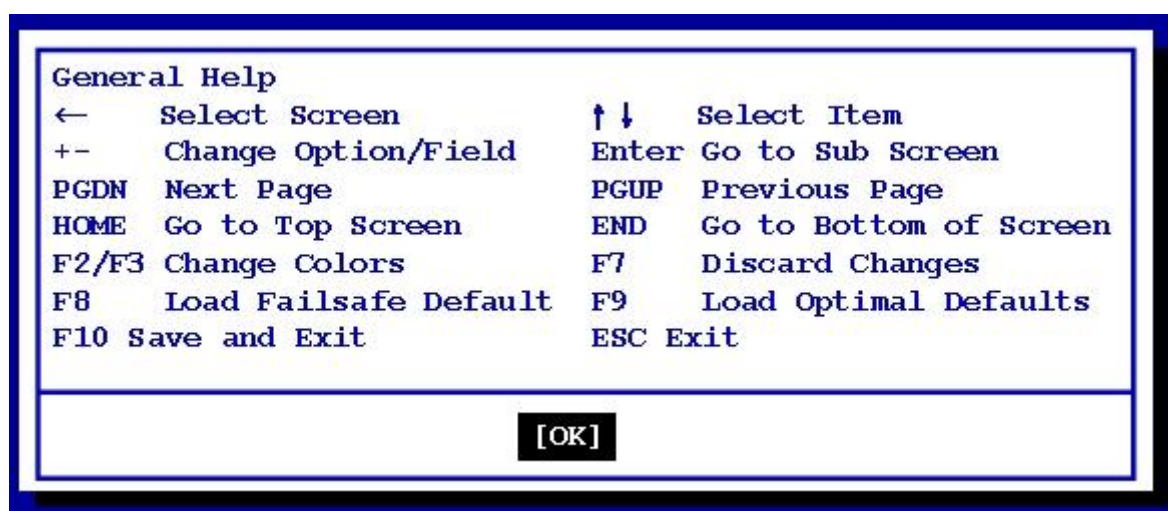 General Help
← Select Screen ↑↓ Select Item
+- Change Option/Field Enter Go to Sub Screen
PGDN Next Page PGUP Previous Page
HOME Go to Top Screen END Go to Bottom of Screen
F2/F3 Change Colors F7 Discard Changes
F8 Load Failsafe Default F9 Load Optimal Defaults
F10 Save and Exit ESC Exit
[OK]